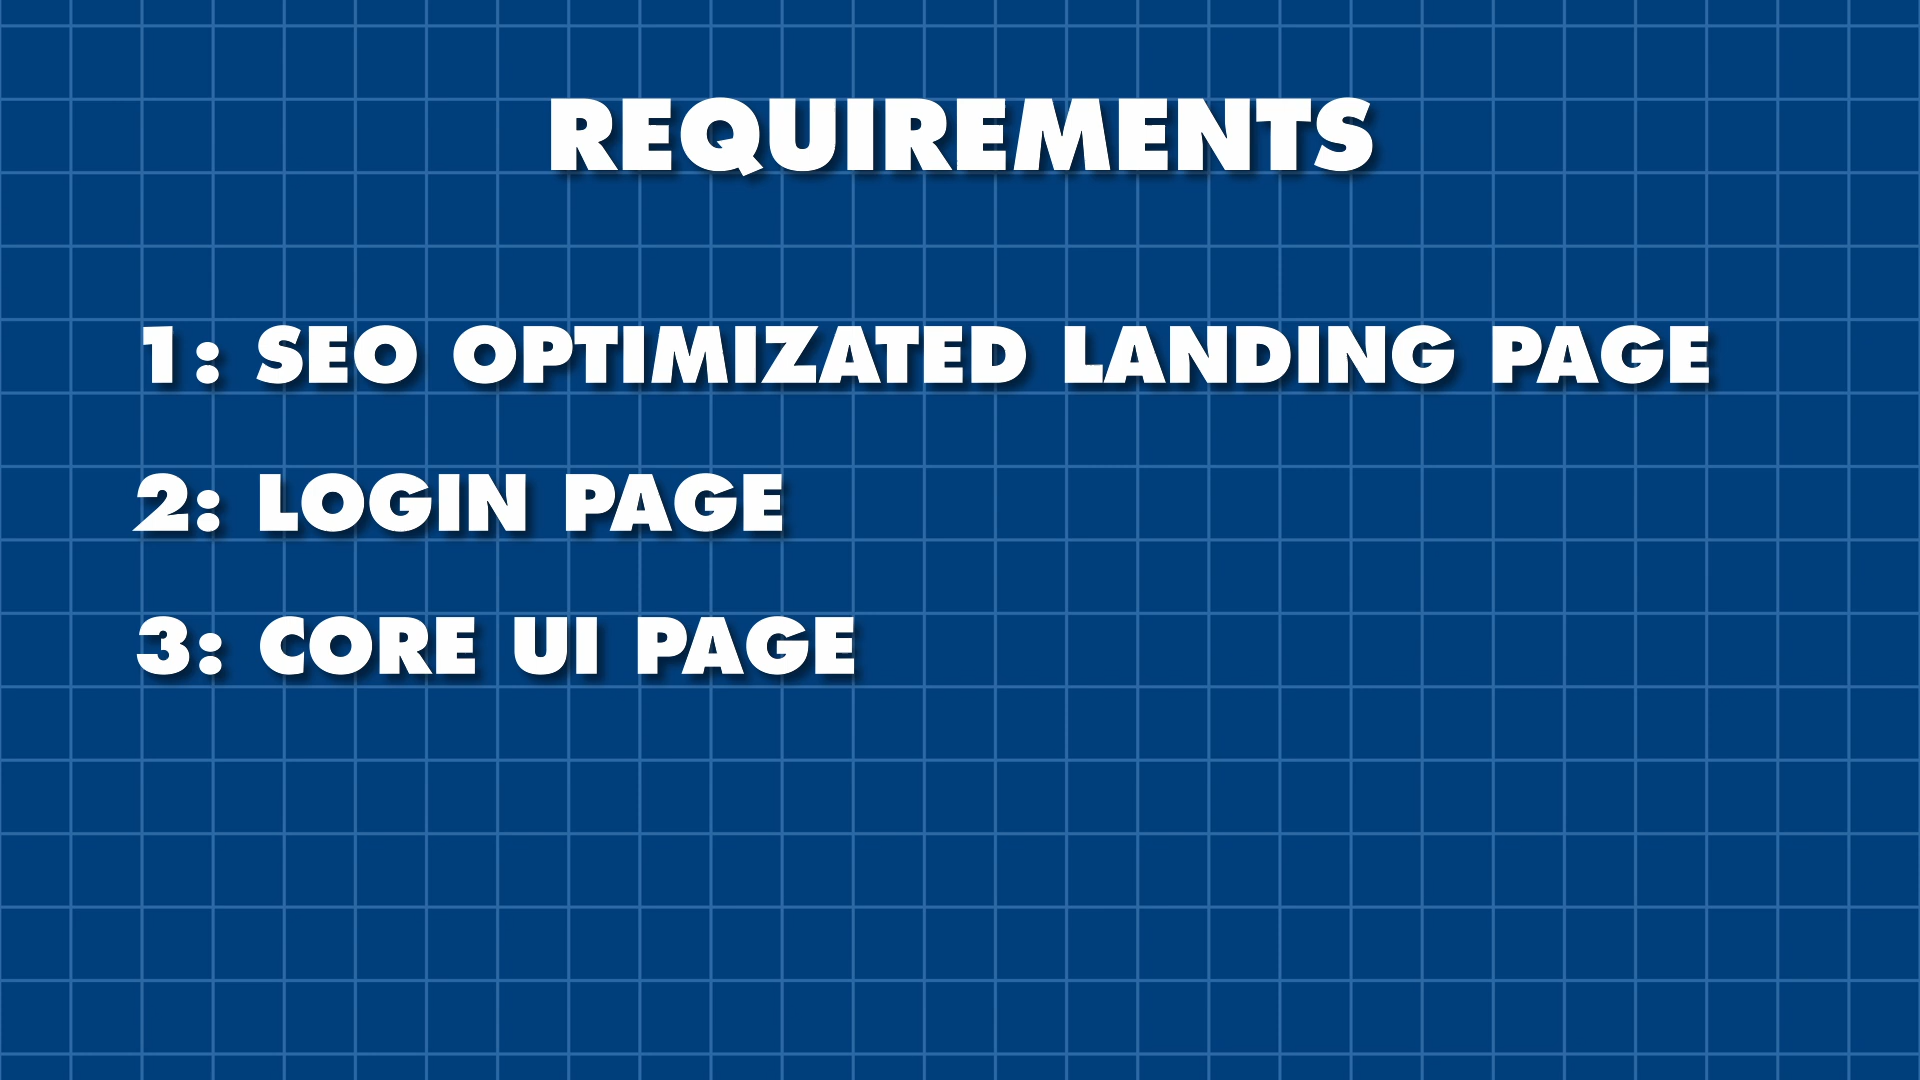 REQUIREMENTS
1: SEO OPTIMIZATED LANDING PAGE
2: LOGIN PAGE
3: CORE UI PAGE